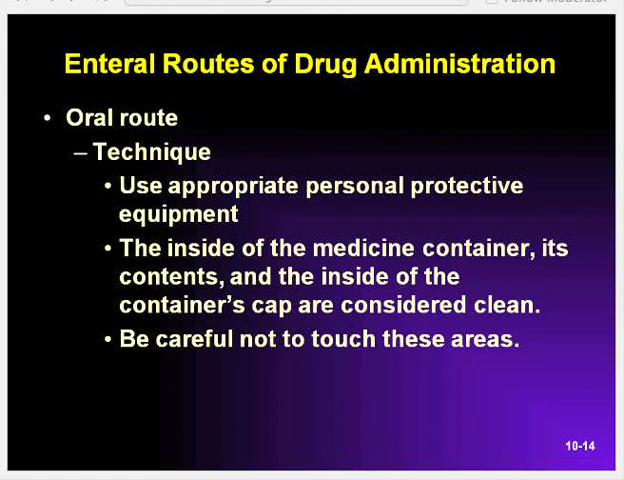 Enteral Routes of Drug Administration
• Oral route
– Technique
• Use appropriate personal protective
equipment
• The inside of the medicine container, its
contents, and the inside of the
container's cap are considered clean.
• Be careful not to touch these areas.
10-14